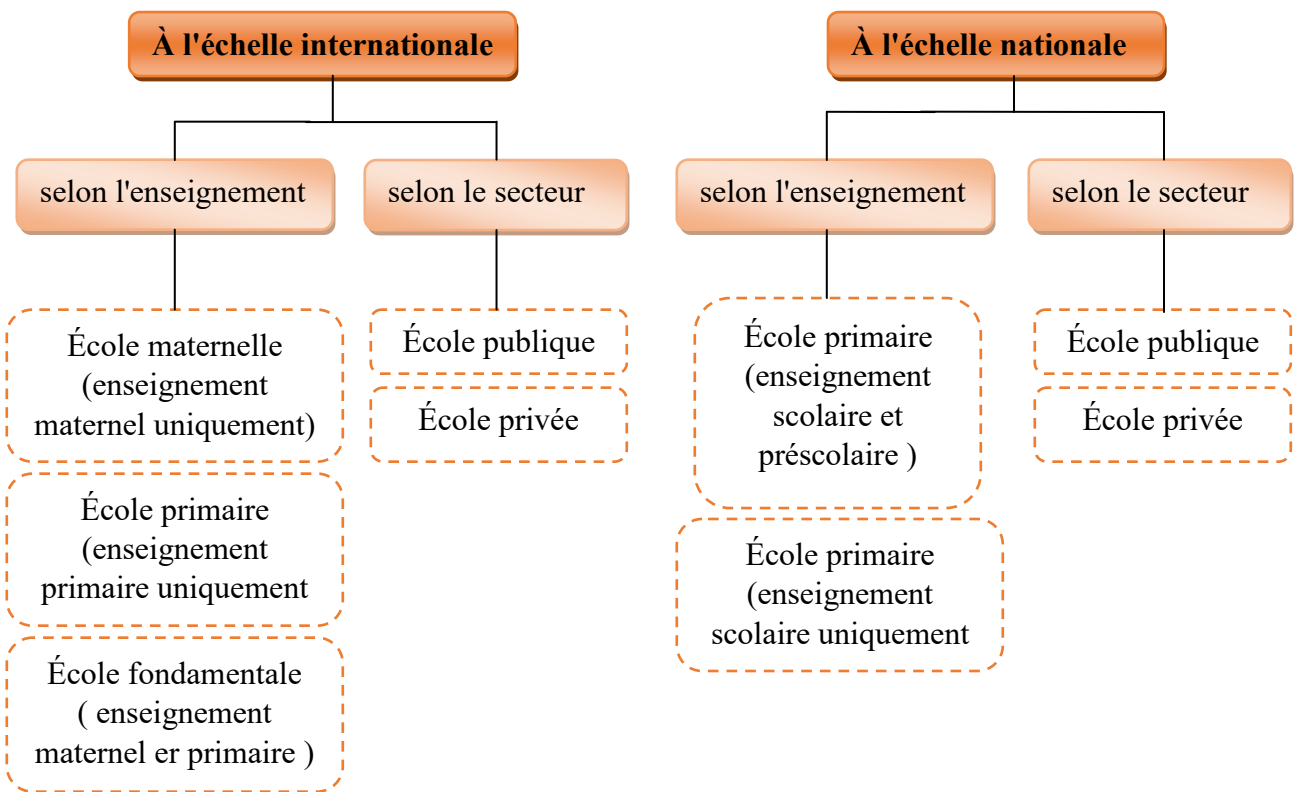 À l'échelle internationale
selon l'enseignement
selon le secteur
École maternelle
(enseignement
maternel uniquement)
École primaire
(enseignement
primaire uniquement
École fondamentale
( enseignement
maternel er primaire )
École publique
École privée
À l'échelle nationale
selon l'enseignement
selon le secteur
École primaire
(enseignement
scolaire et
préscolaire )
École primaire
(enseignement
scolaire uniquement
École publique
École privée